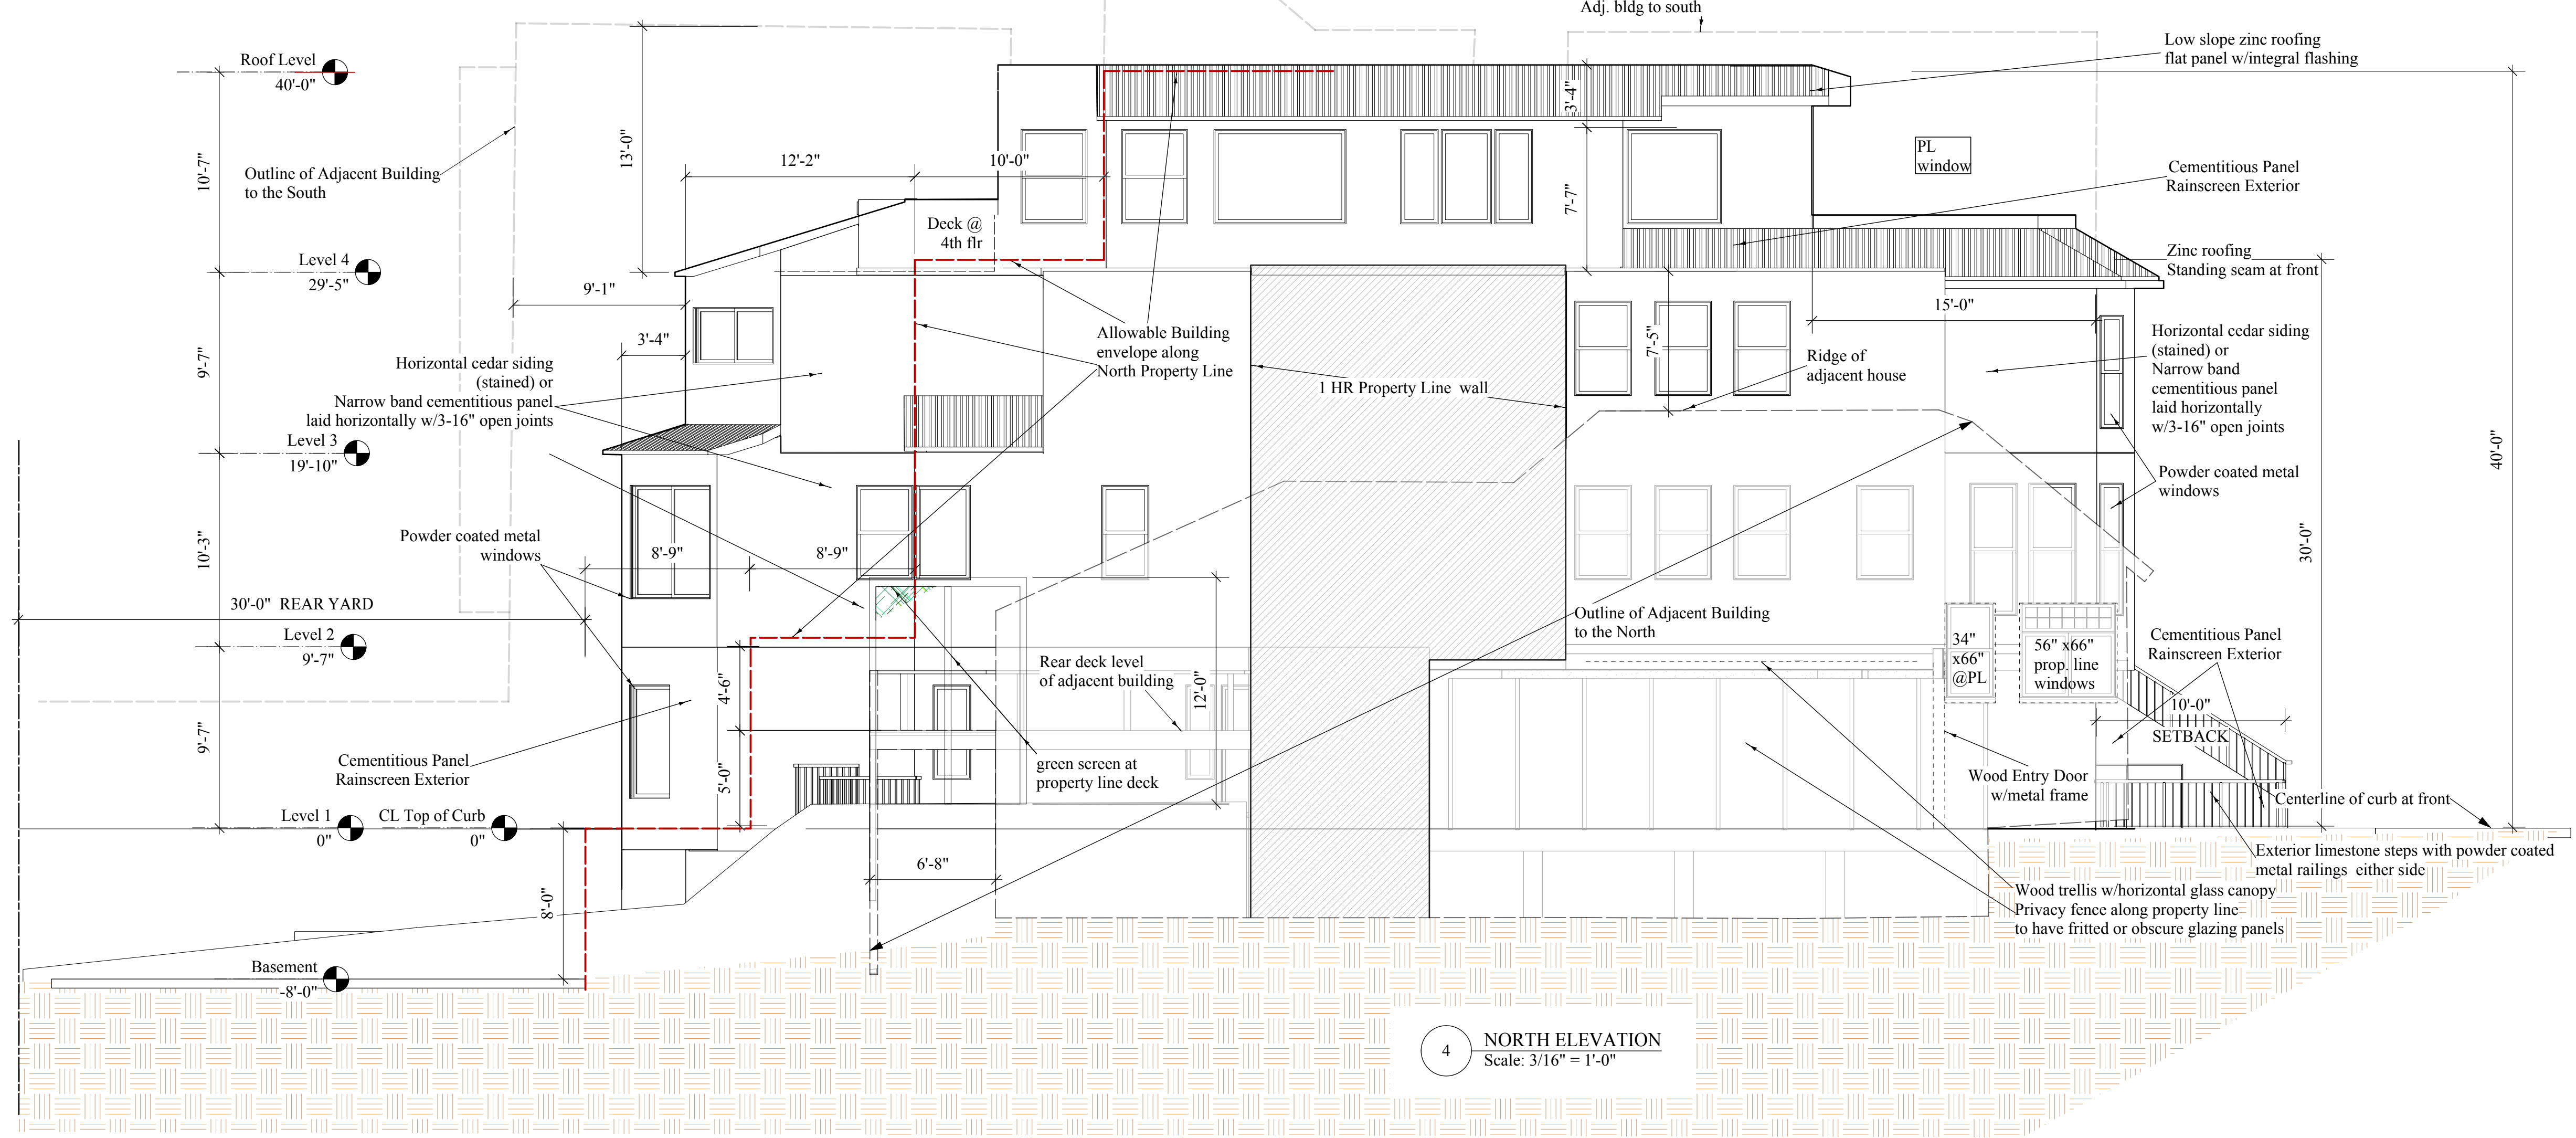 Adj. bldg to south
Roof Level
40'-0"
Low slope zinc roofing
flat panel w/integral flashing
3'-4"
13'-0"
10'-7"
12'-2"
10'-0"
Outline of Adjacent Building
to the South
PL
window
Cementitious Panel
Rainscreen Exterior
7'-7"
Deck @
4th flr
Level 4
29'-5"
Zinc roofing
Standing seam at front
9'-1"
15'-0"
3'-4"
Allowable Building
envelope along
North Property Line
7'-5"
Ridge of
adjacent house
Horizontal cedar siding
(stained) or
Narrow band
cementitious panel
laid horizontally
w/3-16" open joints
9'-7"
Horizontal cedar siding
(stained) or
Narrow band cementitious panel
laid horizontally w/3-16" open joints
1 HR Property Line wall
40'-0"
Level 3
19'-10"
Powder coated metal
windows
10'-3"
Powder coated metal
windows
8'-9"
8'-9"
30'-0"
30'-0" REAR YARD
Outline of Adjacent Building
to the North
Level 2
9'-7"
34"
x66"
@PL
56" x66"
prop. line
windows
Cementitious Panel
Rainscreen Exterior
Rear deck level
of adjacent building
4'-6"
12'-0"
10'-0"
SETBACK
9'-7"
Cementitious Panel
Rainscreen Exterior
5'-0"
green screen at
property line deck
Wood Entry Door
w/metal frame
Centerline of curb at front
Level 1
0"
CL Top of Curb
0"
6'-8"
Exterior limestone steps with powder coated
metal railings either side
8'-0"
Wood trellis w/horizontal glass canopy
Privacy fence along property line
to have fritted or obscure glazing panels
Basement
-8'-0"
4
NORTH ELEVATION
Scale: 3/16" = 1'-0"